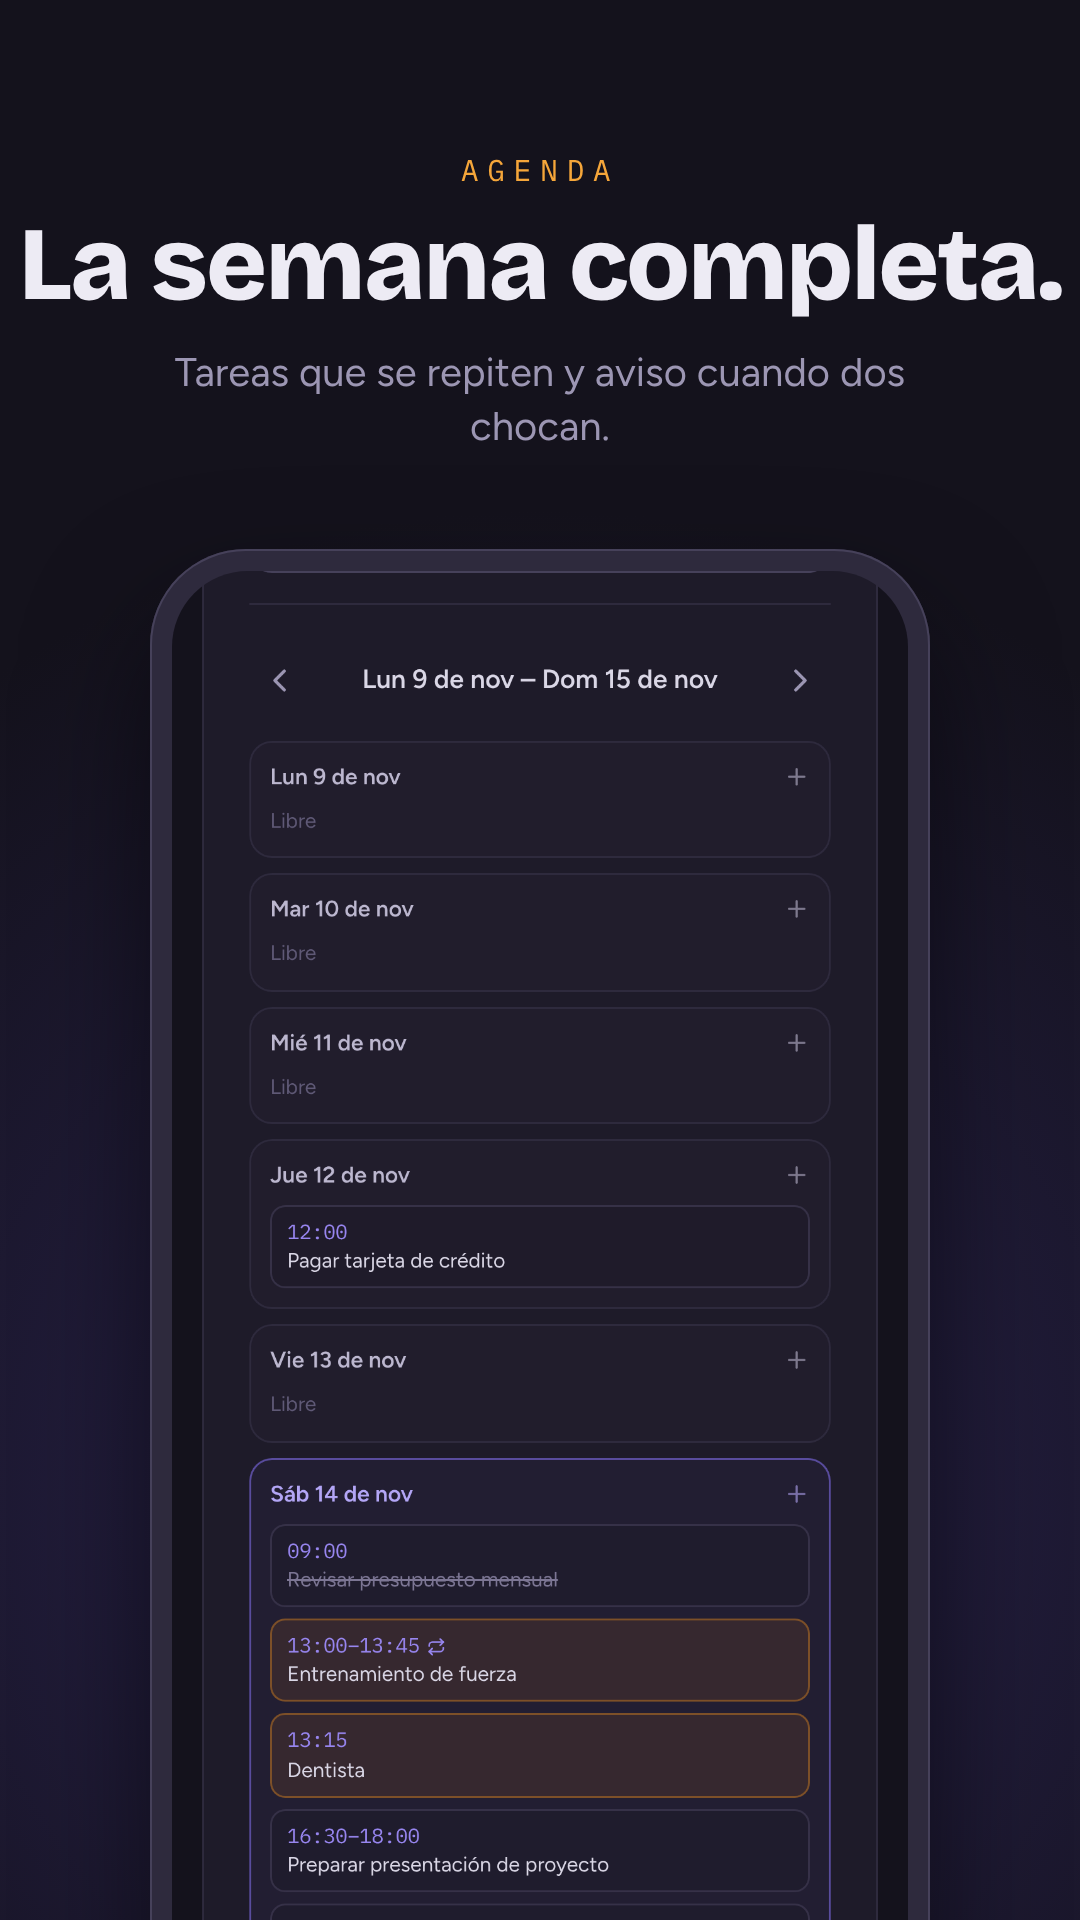 AGENDA
La semana completa.
Tareas que se repiten y aviso cuando dos
chocan.
Lun 9 de nov – Dom 15 de nov
Lun 9 de nov
Libre
Mar 10 de nov
Libre
Mié 11 de nov
Libre
Jue 12 de nov
12:00
Pagar tarjeta de crédito
Vie 13 de nov
Libre
Sáb 14 de nov
09:00
Revisar presupuesto mensual
13:00–13:45
Entrenamiento de fuerza
13:15
Dentista
16:30–18:00
Preparar presentación de proyecto